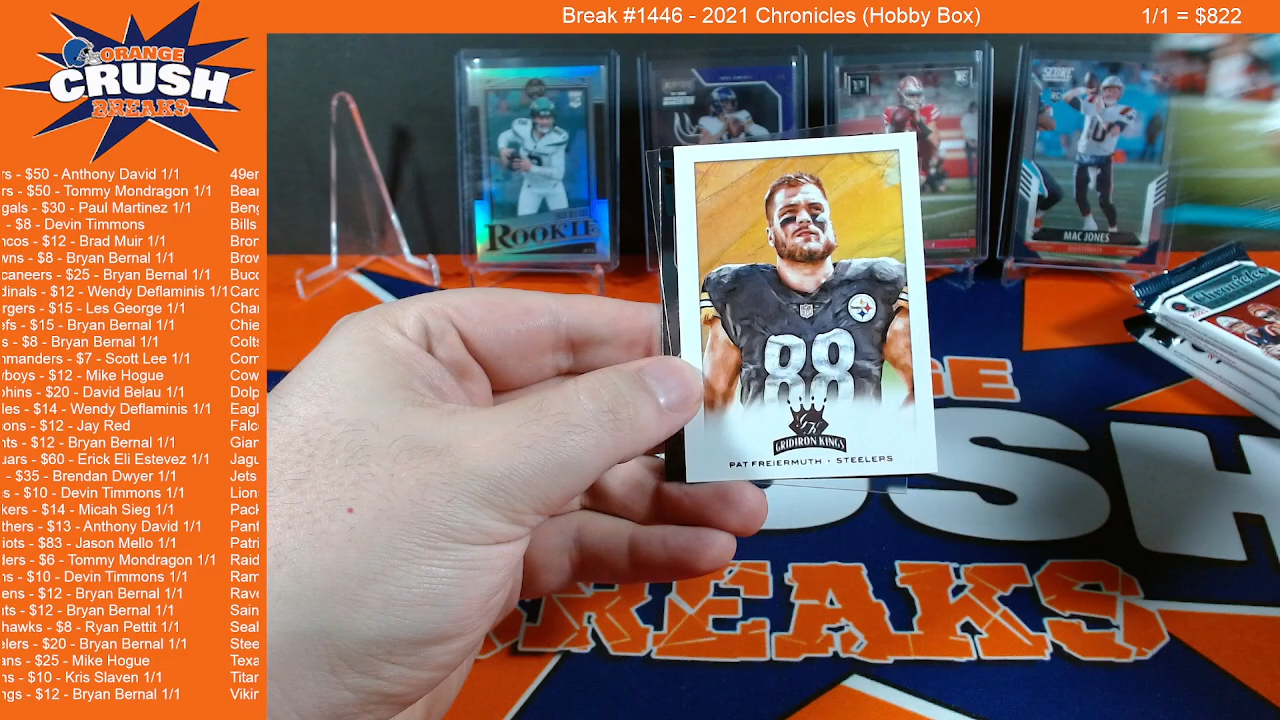 Break #1446 - 2021 Chronicles (Hobby Box)
1/1 = $822
ORANGE
CRUSH
BREAKS
rs - $50 - Anthony David 1/1
49er
rs - $50 - Tommy Mondragon 1/1
Bear
gals - $30 - Paul Martinez 1/1
Beng
- $8 - Devin Timmons
Bills
ncos - $12 - Brad Muir 1/1
Bron
wns - $8 - Bryan Bernal 1/1
Brow
caneers - $25 - Bryan Bernal 1/1
Bucc
dinals - $12 - Wendy Deflaminis 1/1
Card
rgers - $15 - Les George 1/1
Char
efs - $15 - Bryan Bernal 1/1
Chie
s - $8 - Bryan Bernal 1/1
Colts
nmanders - $7 - Scott Lee 1/1
Com
vboys - $12 - Mike Hogue
Cow
phins - $20 - David Belau 1/1
Dolp
les - $14 - Wendy Deflaminis 1/1
Eagl
ons - $12 - Jay Red
Falc
nts - $12 - Bryan Bernal 1/1
Gian
uars - $60 - Erick Eli Estevez 1/1
Jagu
- $35 - Brendan Dwyer 1/1
Jets
s - $10 - Devin Timmons 1/1
Lion
kers - $14 - Micah Sieg 1/1
Pack
thers - $13 - Anthony David 1/1
Pant
iots - $83 - Jason Mello 1/1
Patri
ders - $6 - Tommy Mondragon 1/1
Raid
ns - $10 - Devin Timmons 1/1
Ram
ens - $12 - Bryan Bernal 1/1
Rave
nts - $12 - Bryan Bernal 1/1
Sain
hawks - $8 - Ryan Pettit 1/1
Seal
elers - $20 - Bryan Bernal 1/1
Stee
ans - $25 - Mike Hogue
Texa
ns - $10 - Kris Slaven 1/1
Titar
ngs - $12 - Bryan Bernal 1/1
Vikir
ROOKIE
SCORE
RC
10
MAC JONES
Chronicles
88
GK
GRIDIRON KINGS
PAT FREIERMUTH • STEELERS
GE
USH
BREAKS